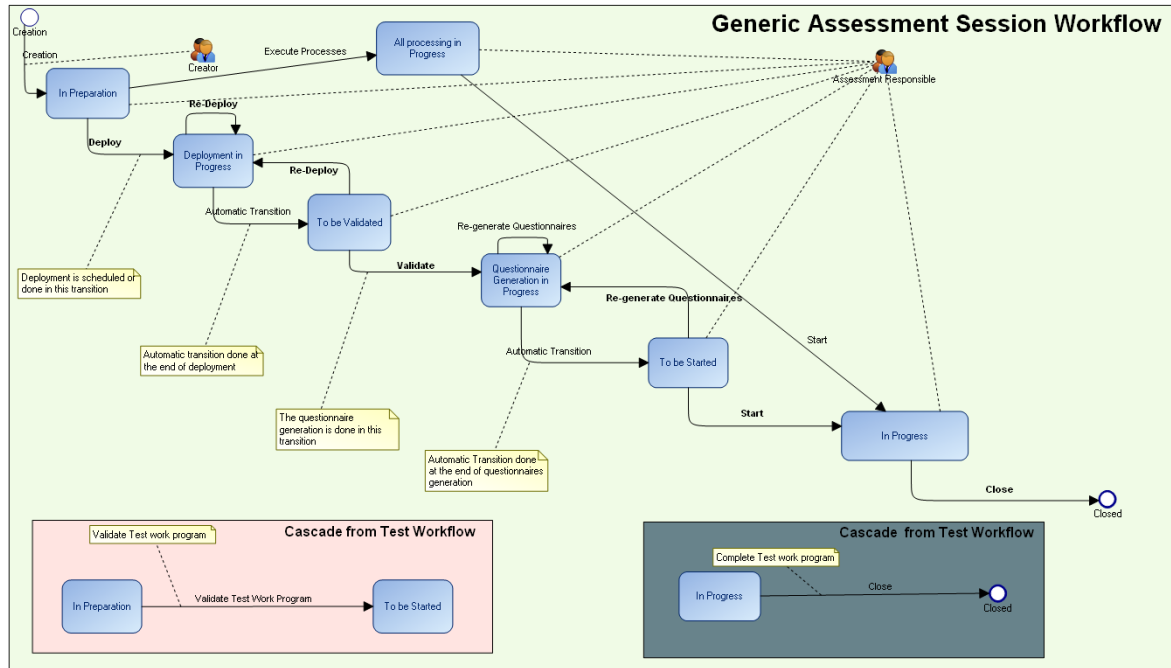 Generic Assessment Session Workflow
Creation
Creation
Creator
Execute Processes
All processing in
Progress
Assessment Responsible
In Preparation
Re-Deploy
Deploy
Deployment in
Progress
Re-Deploy
Automatic Transition
To be Validated
Re-generate Questionnaires
Validate
Questionnaire
Generation in
Progress
Deployment is scheduled or
done in this transition
Re-generate Questionnaires
Start
Automatic transition done at
the end of deployment
Automatic Transition
To be Started
The questionnaire
generation is done in this
transition
Start
In Progress
Automatic Transition done
at the end of questionnaires
generation
Close
Closed
Cascade from Test Workflow
Validate Test work program
In Preparation
Validate Test Work Program
To be Started
Cascade from Test Workflow
Complete Test work program
In Progress
Close
Closed